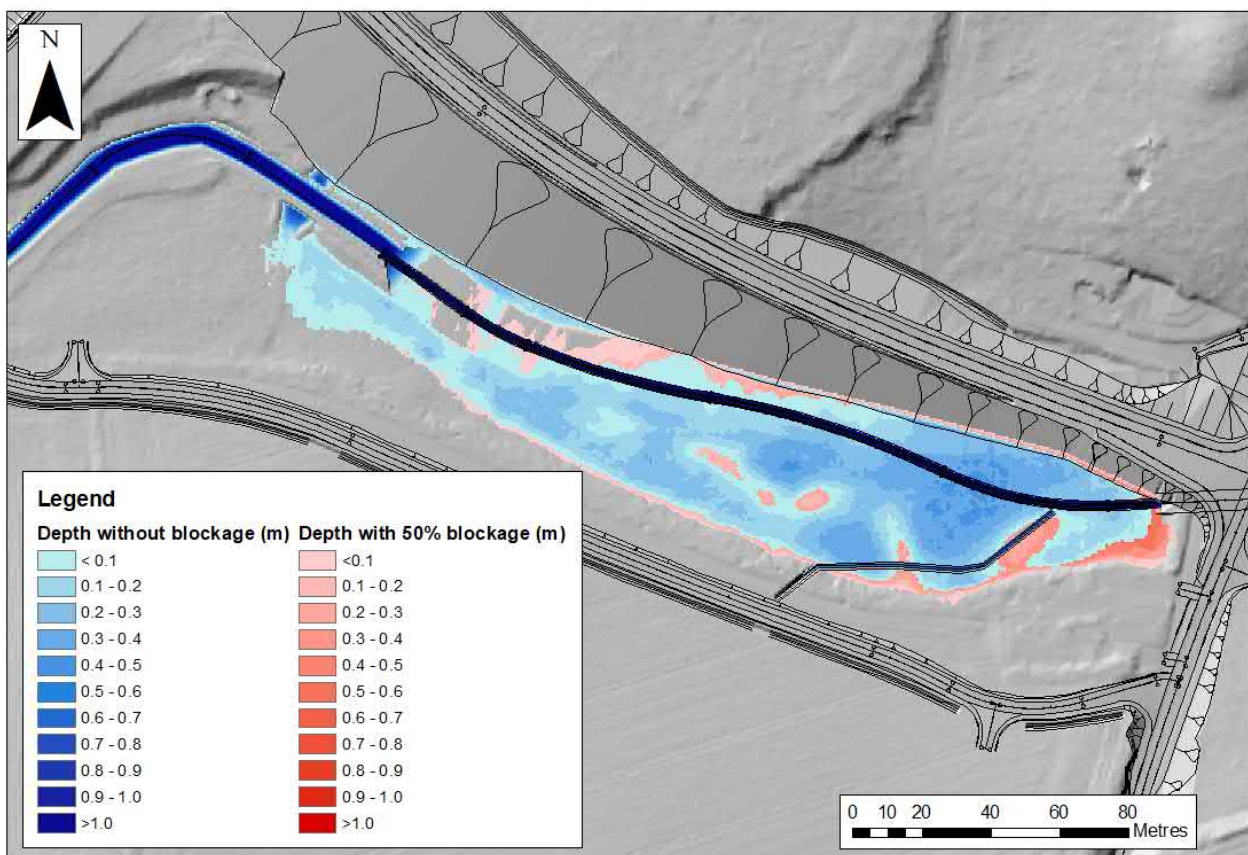 N
Legend
Depth without blockage (m) Depth with 50% blockage (m)
< 0.1 <0.1
0.1 - 0.2 0.1 - 0.2
0.2 - 0.3 0.2 - 0.3
0.3 - 0.4 0.3 - 0.4
0.4 - 0.5 0.4 - 0.5
0.5 - 0.6 0.5 - 0.6
0.6 - 0.7 0.6 - 0.7
0.7 - 0.8 0.7 - 0.8
0.8 - 0.9 0.8 - 0.9
0.9 - 1.0 0.9 - 1.0
>1.0 >1.0
0 10 20 40 60 80
Metres